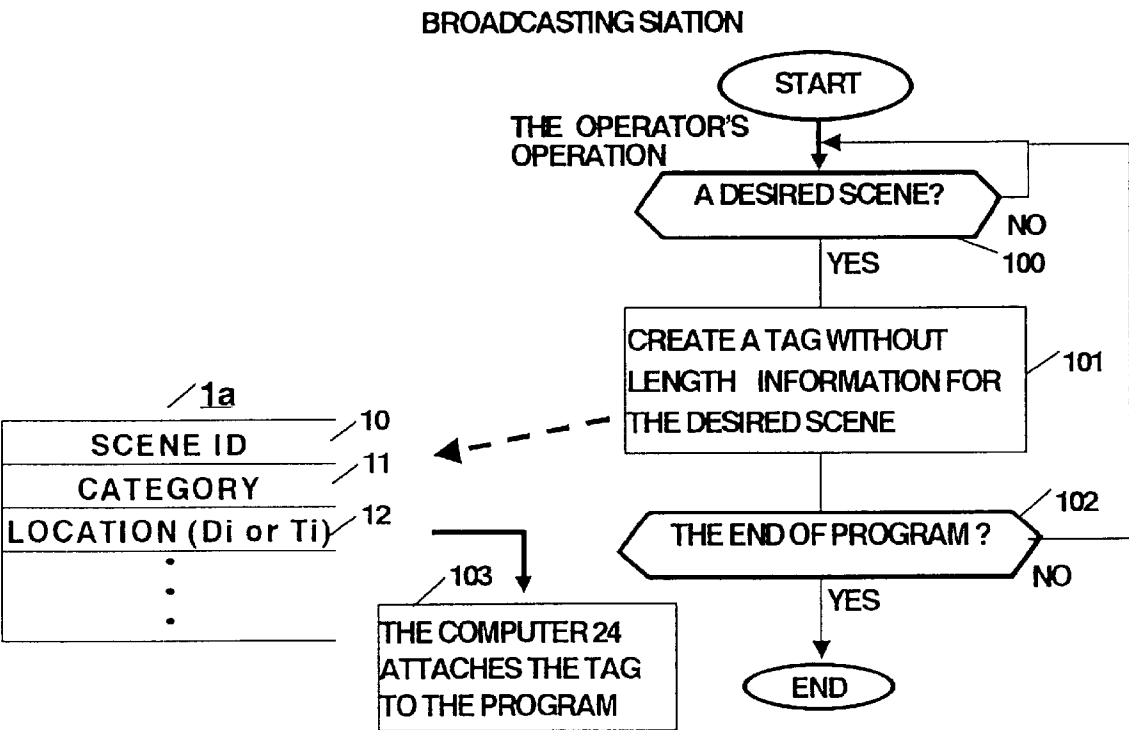 BROADCASTING SIATION
START
THE OPERATOR'S
OPERATION
A DESIRED SCENE?
NO
100
YES
CREATE A TAG WITHOUT
LENGTH INFORMATION FOR
THE DESIRED SCENE
101
1a
SCENE ID
10
CATEGORY
11
LOCATION (Di or Ti)
12
THE END OF PROGRAM ?
102
NO
YES
103
THE COMPUTER 24
ATTACHES THE TAG
TO THE PROGRAM
END